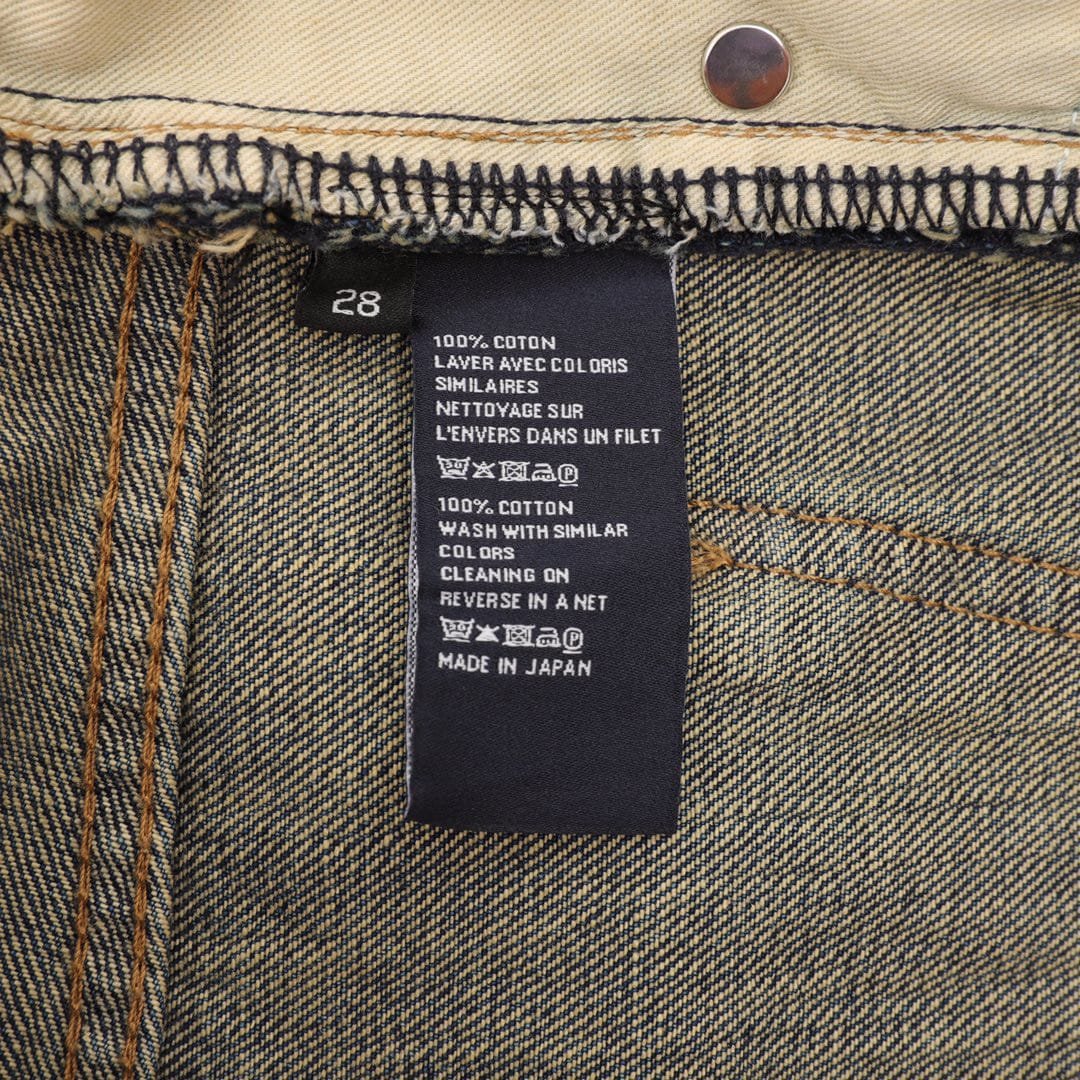 28
100% COTON
LAVER AVEC COLORIS
SIMILAIRES
NETTOYAGE SUR
L'ENVERS DANS UN FILET
100% COTTON
WASH WITH SIMILAR
COLORS
CLEANING ON
REVERSE IN A NET
MADE IN JAPAN